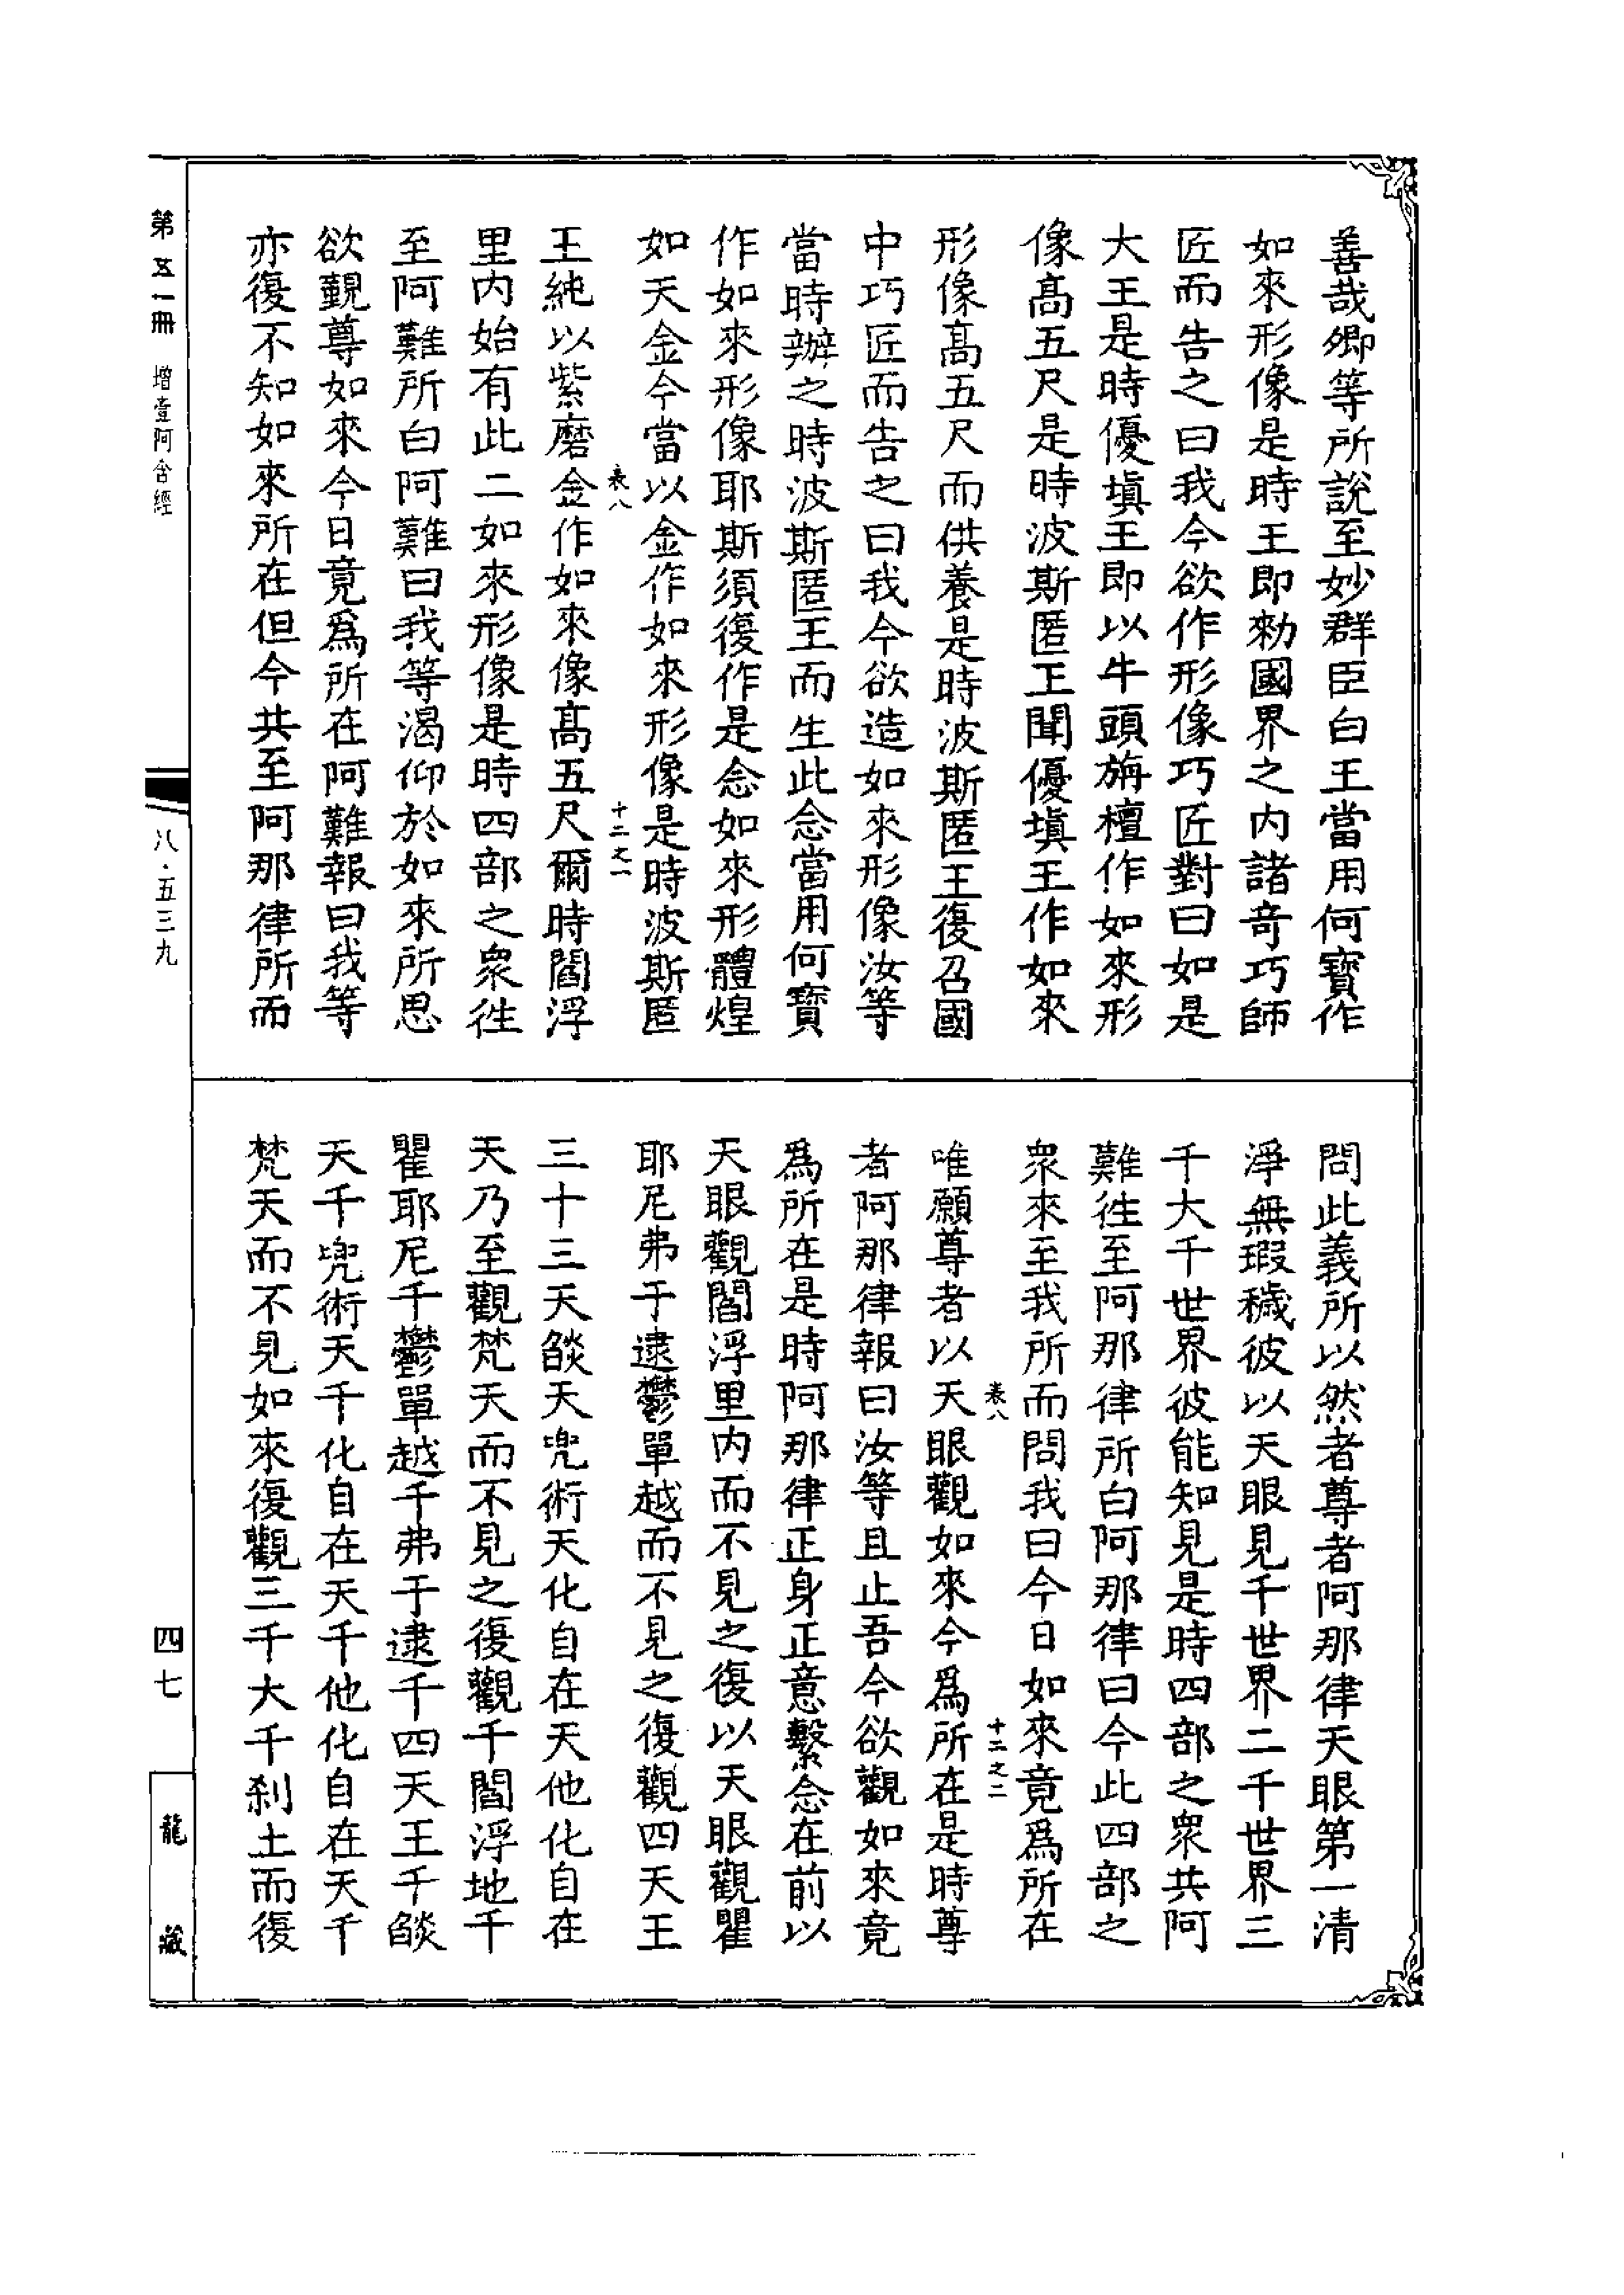 善哉卿等所說至妙群臣白王當用何寶作
如來形像是時王即勑國界之內諸奇巧師
匠而告之曰我今欲作形像巧匠對曰如是
大王是時優塡王即以牛頭旃檀作如來形
像髙五尺是時波斯匿王聞優塡王作如來
形像髙五尺而供養是時波斯匿王復召國
中巧匠而告之曰我今欲造如來形像汝等
當時辦之時波斯匿王而生此念當用何寶
作如來形像耶斯須復作是念如來形體煌
如天金今當以金作如來形像是時波斯匿
表八
十二之一
王純以紫磨金作如來像髙五尺爾時閻浮
里內始有此二如來形像是時四部之衆徃
至阿難所白阿難曰我等渴仰於如來所思
欲覲尊如來今日竟爲所在阿難報曰我等
亦復不知如來所在但今共至阿那律所而
問此義所以然者尊者阿那律天眼第一清
淨無瑕穢彼以天眼見千世界二千世界三
千大千世界彼能知見是時四部之衆共阿
難徃至阿那律所白阿那律曰今此四部之
衆來至我所而問我曰今日如來竟爲所在
表八
十二之二
唯願尊者以天眼觀如來今爲所在是時尊
者阿那律報曰汝等且止吾今欲觀如來竟
爲所在是時阿那律正身正意繫念在前以
天眼觀閻浮里內而不見之復以天眼觀瞿
耶尼弗于逮鬱單越而不見之復觀四天王
三十三天燄天兜術天化自在天他化自在
天乃至觀梵天而不見之復觀千閻浮地千
瞿耶尼千鬱單越千弗于逮千四天王千燄
天千兜術天千化自在天千他化自在天千
梵天而不見如來復觀三千大千刹土而復
第五一冊 增壹阿含經
八·五三九
四七
龍藏